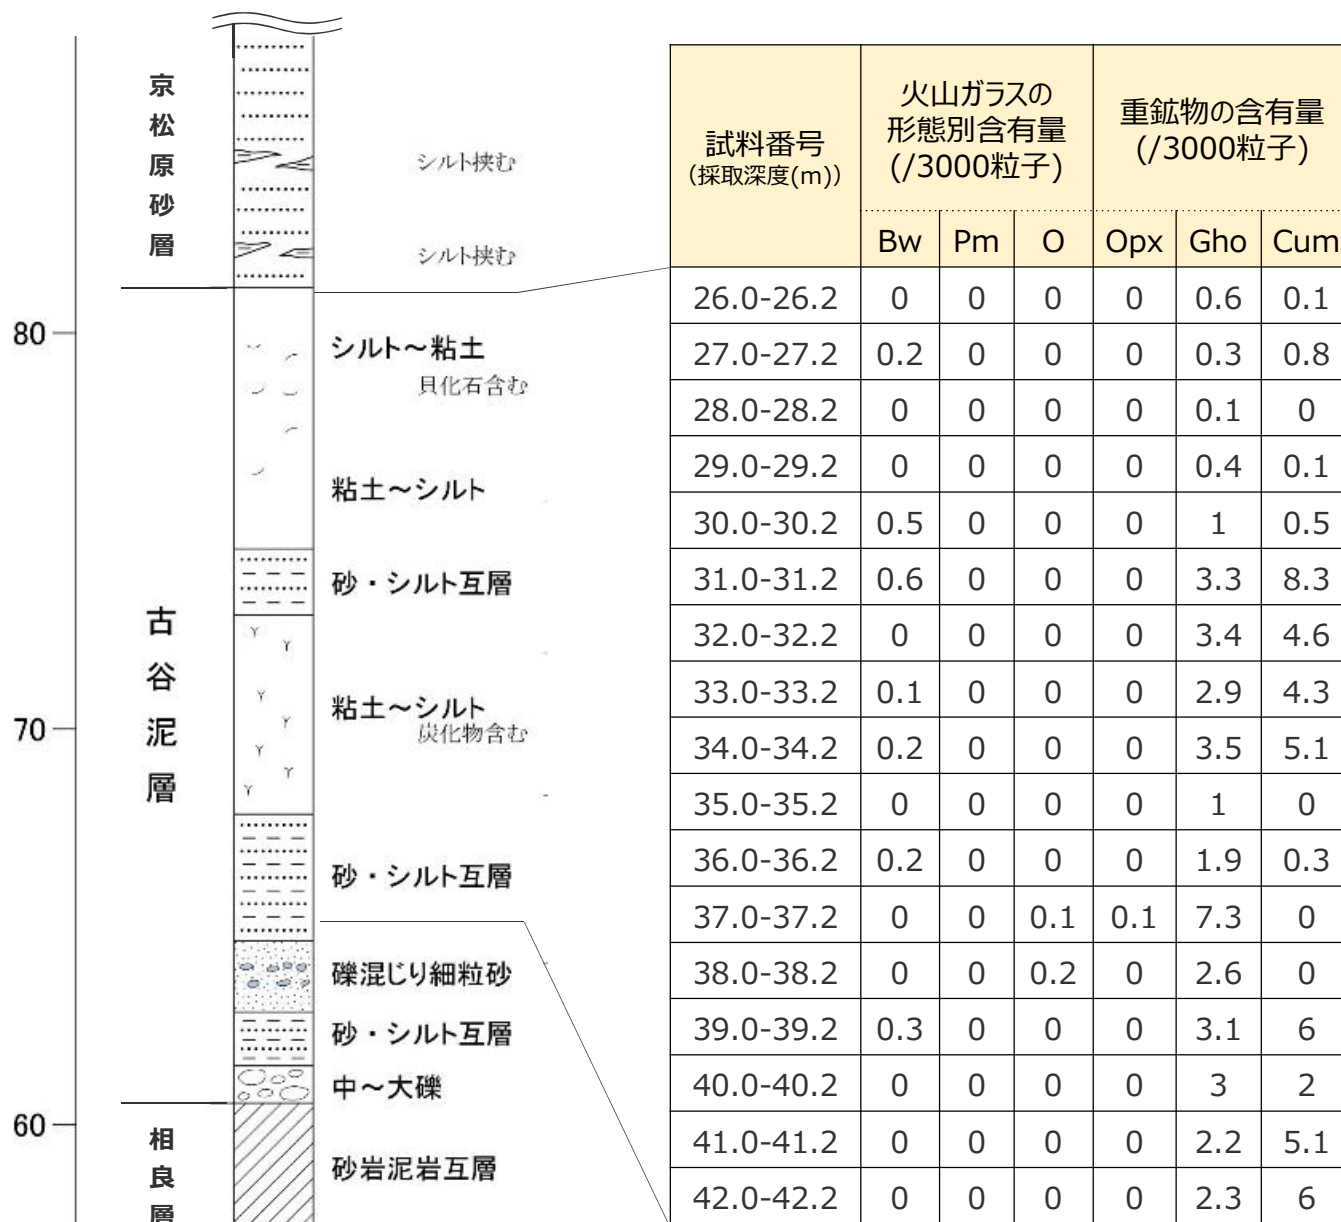 京松原砂層
シルト挟む
シルト挟む
80
シルト～粘土
貝化石含む
粘土～シルト
砂・シルト互層
古谷泥層
粘土～シルト
炭化物含む
70
砂・シルト互層
礫混じり細粒砂
砂・シルト互層
中～大礫
60
相良層
砂岩泥岩互層
試料番号
(採取深度(m))
火山ガラスの
形態別含有量
(/3000粒子)
重鉱物の含有量
(/3000粒子)
Bw Pm O Opx Gho Cum
26.0-26.2 0 0 0 0 0.6 0.1
27.0-27.2 0.2 0 0 0 0.3 0.8
28.0-28.2 0 0 0 0 0.1 0
29.0-29.2 0 0 0 0 0.4 0.1
30.0-30.2 0.5 0 0 0 1 0.5
31.0-31.2 0.6 0 0 0 3.3 8.3
32.0-32.2 0 0 0 0 3.4 4.6
33.0-33.2 0.1 0 0 0 2.9 4.3
34.0-34.2 0.2 0 0 0 3.5 5.1
35.0-35.2 0 0 0 0 1 0
36.0-36.2 0.2 0 0 0 1.9 0.3
37.0-37.2 0 0 0.1 0.1 7.3 0
38.0-38.2 0 0 0.2 0 2.6 0
39.0-39.2 0.3 0 0 0 3.1 6
40.0-40.2 0 0 0 0 3 2
41.0-41.2 0 0 0 0 2.2 5.1
42.0-42.2 0 0 0 0 2.3 6